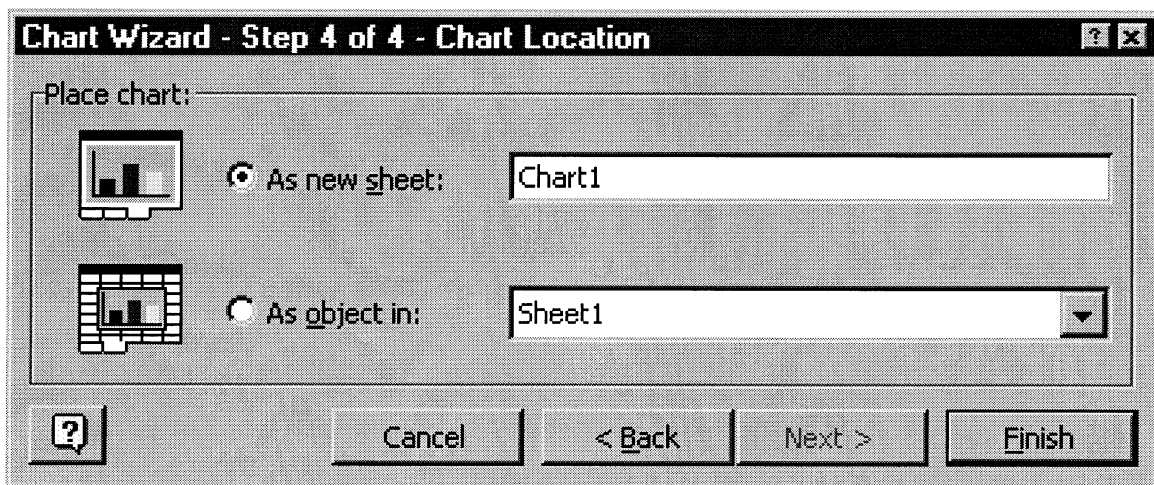 Chart Wizard - Step 4 of 4 - Chart Location
Place chart:
As new sheet: Chart1
As object in: Sheet1
Cancel < Back Next > Finish